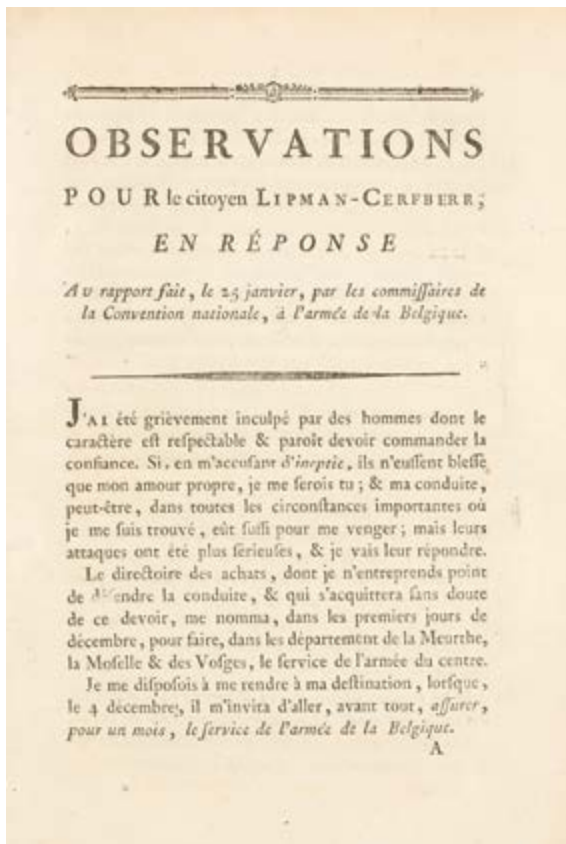 OBSERVATIONS
POUR le citoyen LIPMAN-CERFBERR;
EN RÉPONSE
Au rapport fait, le 25 janvier, par les commiſſaires de
la Convention nationale, à l'armée de la Belgique.
J'AI été grièvement inculpé par des hommes dont le
caractère eſt reſpectable & paroît devoir commander la
confiance. Si, en m'accuſant d'ineptie, ils n'euſſent bleſſé
que mon amour propre, je me ſerois tu; & ma conduite,
peut-être, dans toutes les circonſtances importantes où
je me ſuis trouvé, eût ſuffi pour me venger; mais leurs
attaques ont été plus ſérieuſes, & je vais leur répondre.
Le directoire des achats, dont je n'entreprends point
de défendre la conduite, & qui s'acquittera ſans doute
de ce devoir, me nomma, dans les premiers jours de
décembre, pour faire, dans les département de la Meurthe,
la Moſelle & des Voſges, le ſervice de l'armée du centre.
Je me diſpoſois à me rendre à ma deſtination, lorſque,
le 4 décembre, il m'invita d'aller, avant tout, aſſurer,
pour un mois, le ſervice de l'armée de la Belgique.
A